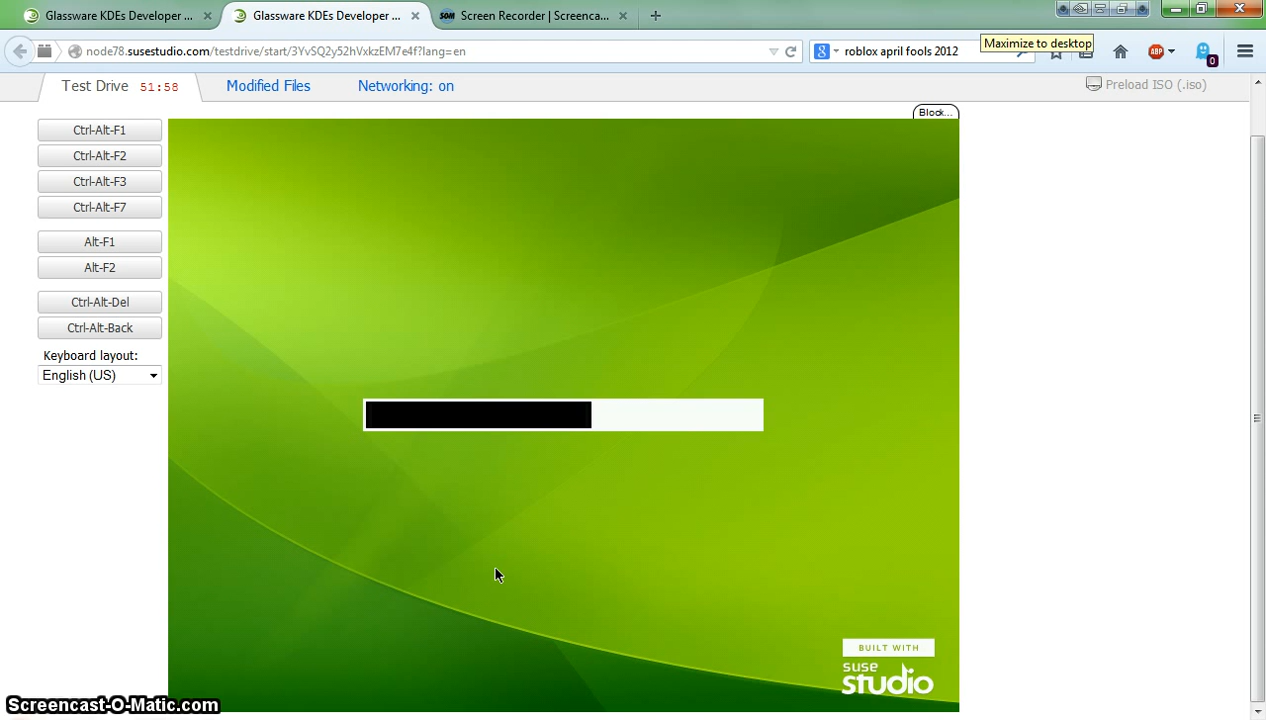 Glassware KDEs Developer ...
Glassware KDEs Developer ...
Screen Recorder | Screenca...
node78.susestudio.com/testdrive/start/3YvSQ2y52hVxkzEM7e4f?lang=en
roblox april fools 2012
Maximize to desktop
ABP
0
Test Drive 51:58
Modified Files
Networking: on
Preload ISO (.iso)
Block...
Ctrl-Alt-F1
Ctrl-Alt-F2
Ctrl-Alt-F3
Ctrl-Alt-F7
Alt-F1
Alt-F2
Ctrl-Alt-Del
Ctrl-Alt-Back
Keyboard layout:
English (US)
BUILT WITH
suse
studio
Screencast-O-Matic.com